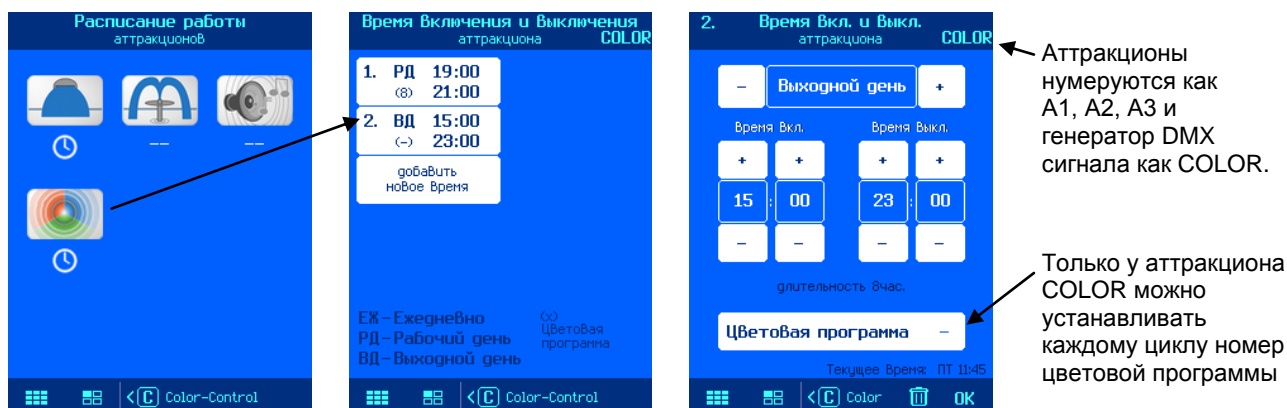 Расписание работы
аттракционов
--
--
Color-Control
Время Включения и Выключения
аттракциона
COLOR
1. РД 19:00
(8) 21:00
2. ВД 15:00
(-) 23:00
добавить
новое Время
ЕЖ-Ежедневно
РД-Рабочий день
ВД-Выходной день
(x)
Цветовая
программа
<C Color-Control
2. Время Вкл. и Выкл.
аттракциона
COLOR
- Выходной день +
Время Вкл. Время Выкл.
+ + + +
15 : 00 23 : 00
- - - -
длительность 8час.
Цветовая программа -
Текущее Время: ПТ 11:45
<C Color OK
Аттракционы
нумеруются как
А1, А2, А3 и
генератор DMX
сигнала как COLOR.
Только у аттракциона
COLOR можно
устанавливать
каждому циклу номер
цветовой программы